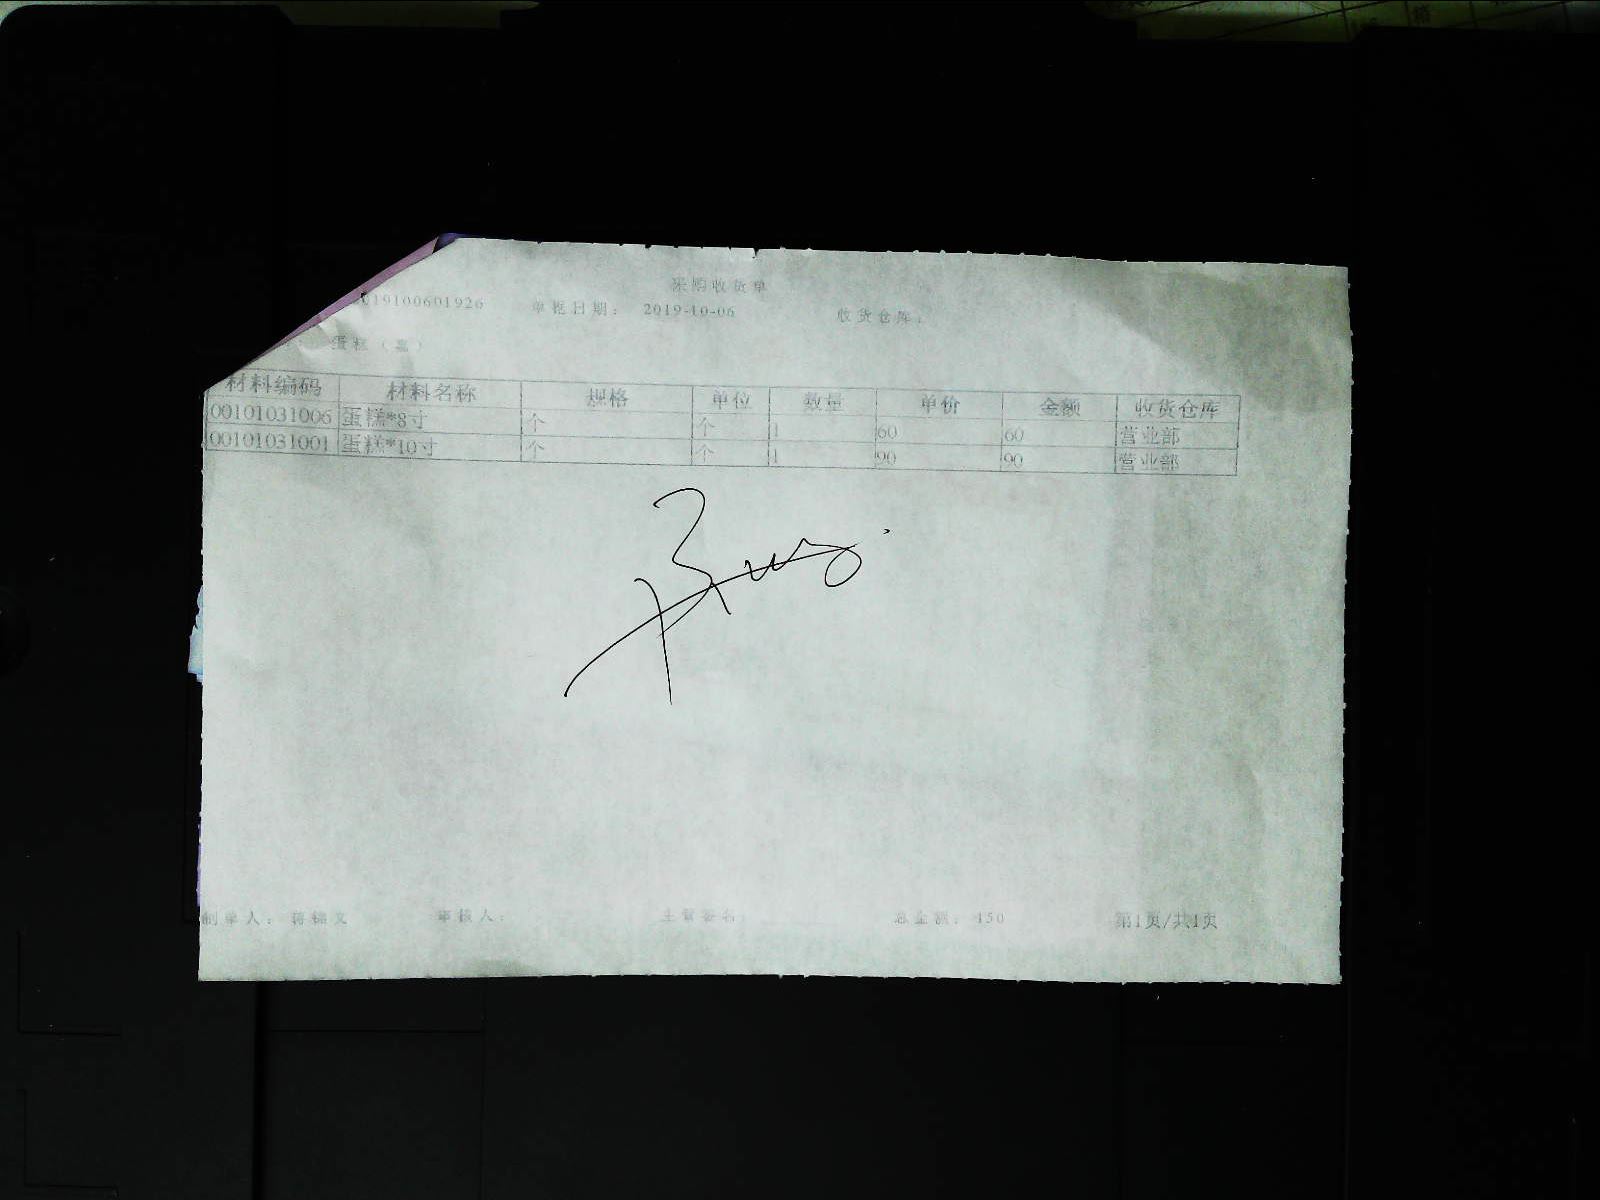 采购收货单
019100601926 单据日期： 2019-10-06 收货仓库：
蛋糕（嘉）
材料编码 材料名称 规格 单位 数量 单价 金额 收货仓库
00101031006 蛋糕*8寸 个 个 1 60 60 营业部
00101031001 蛋糕*10寸 个 个 1 90 90 营业部
制单人： 蒋锦文 审核人： 主管签名： 总金额： 150 第1页/共1页